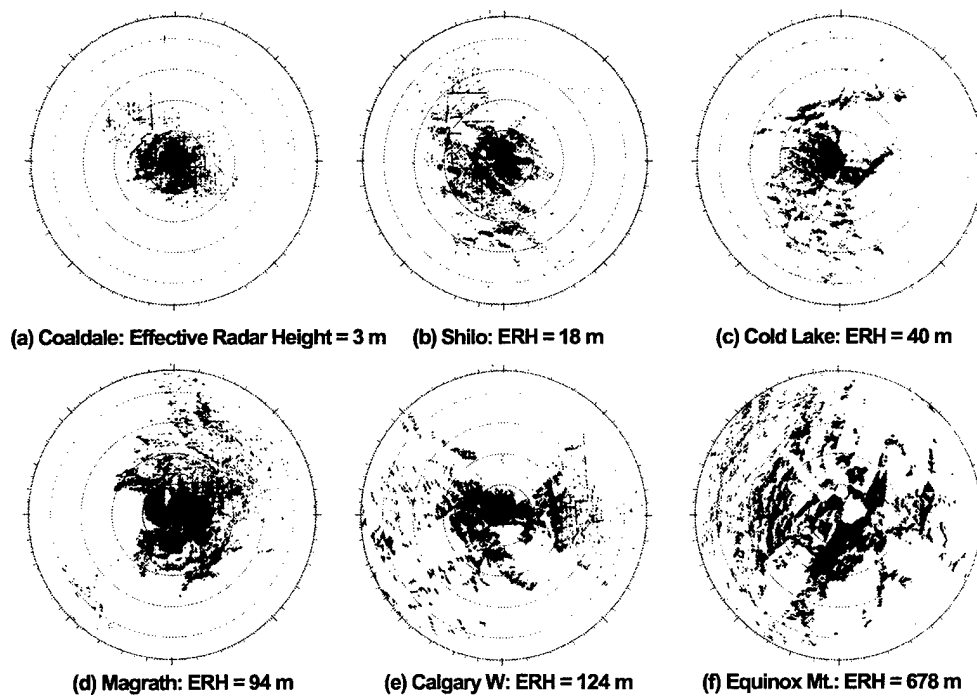 (a) Coaldale: Effective Radar Height = 3 m
(b) Shilo: ERH = 18 m
(c) Cold Lake: ERH = 40 m
(d) Magrath: ERH = 94 m
(e) Calgary W: ERH = 124 m
(f) Equinox Mt.: ERH = 678 m